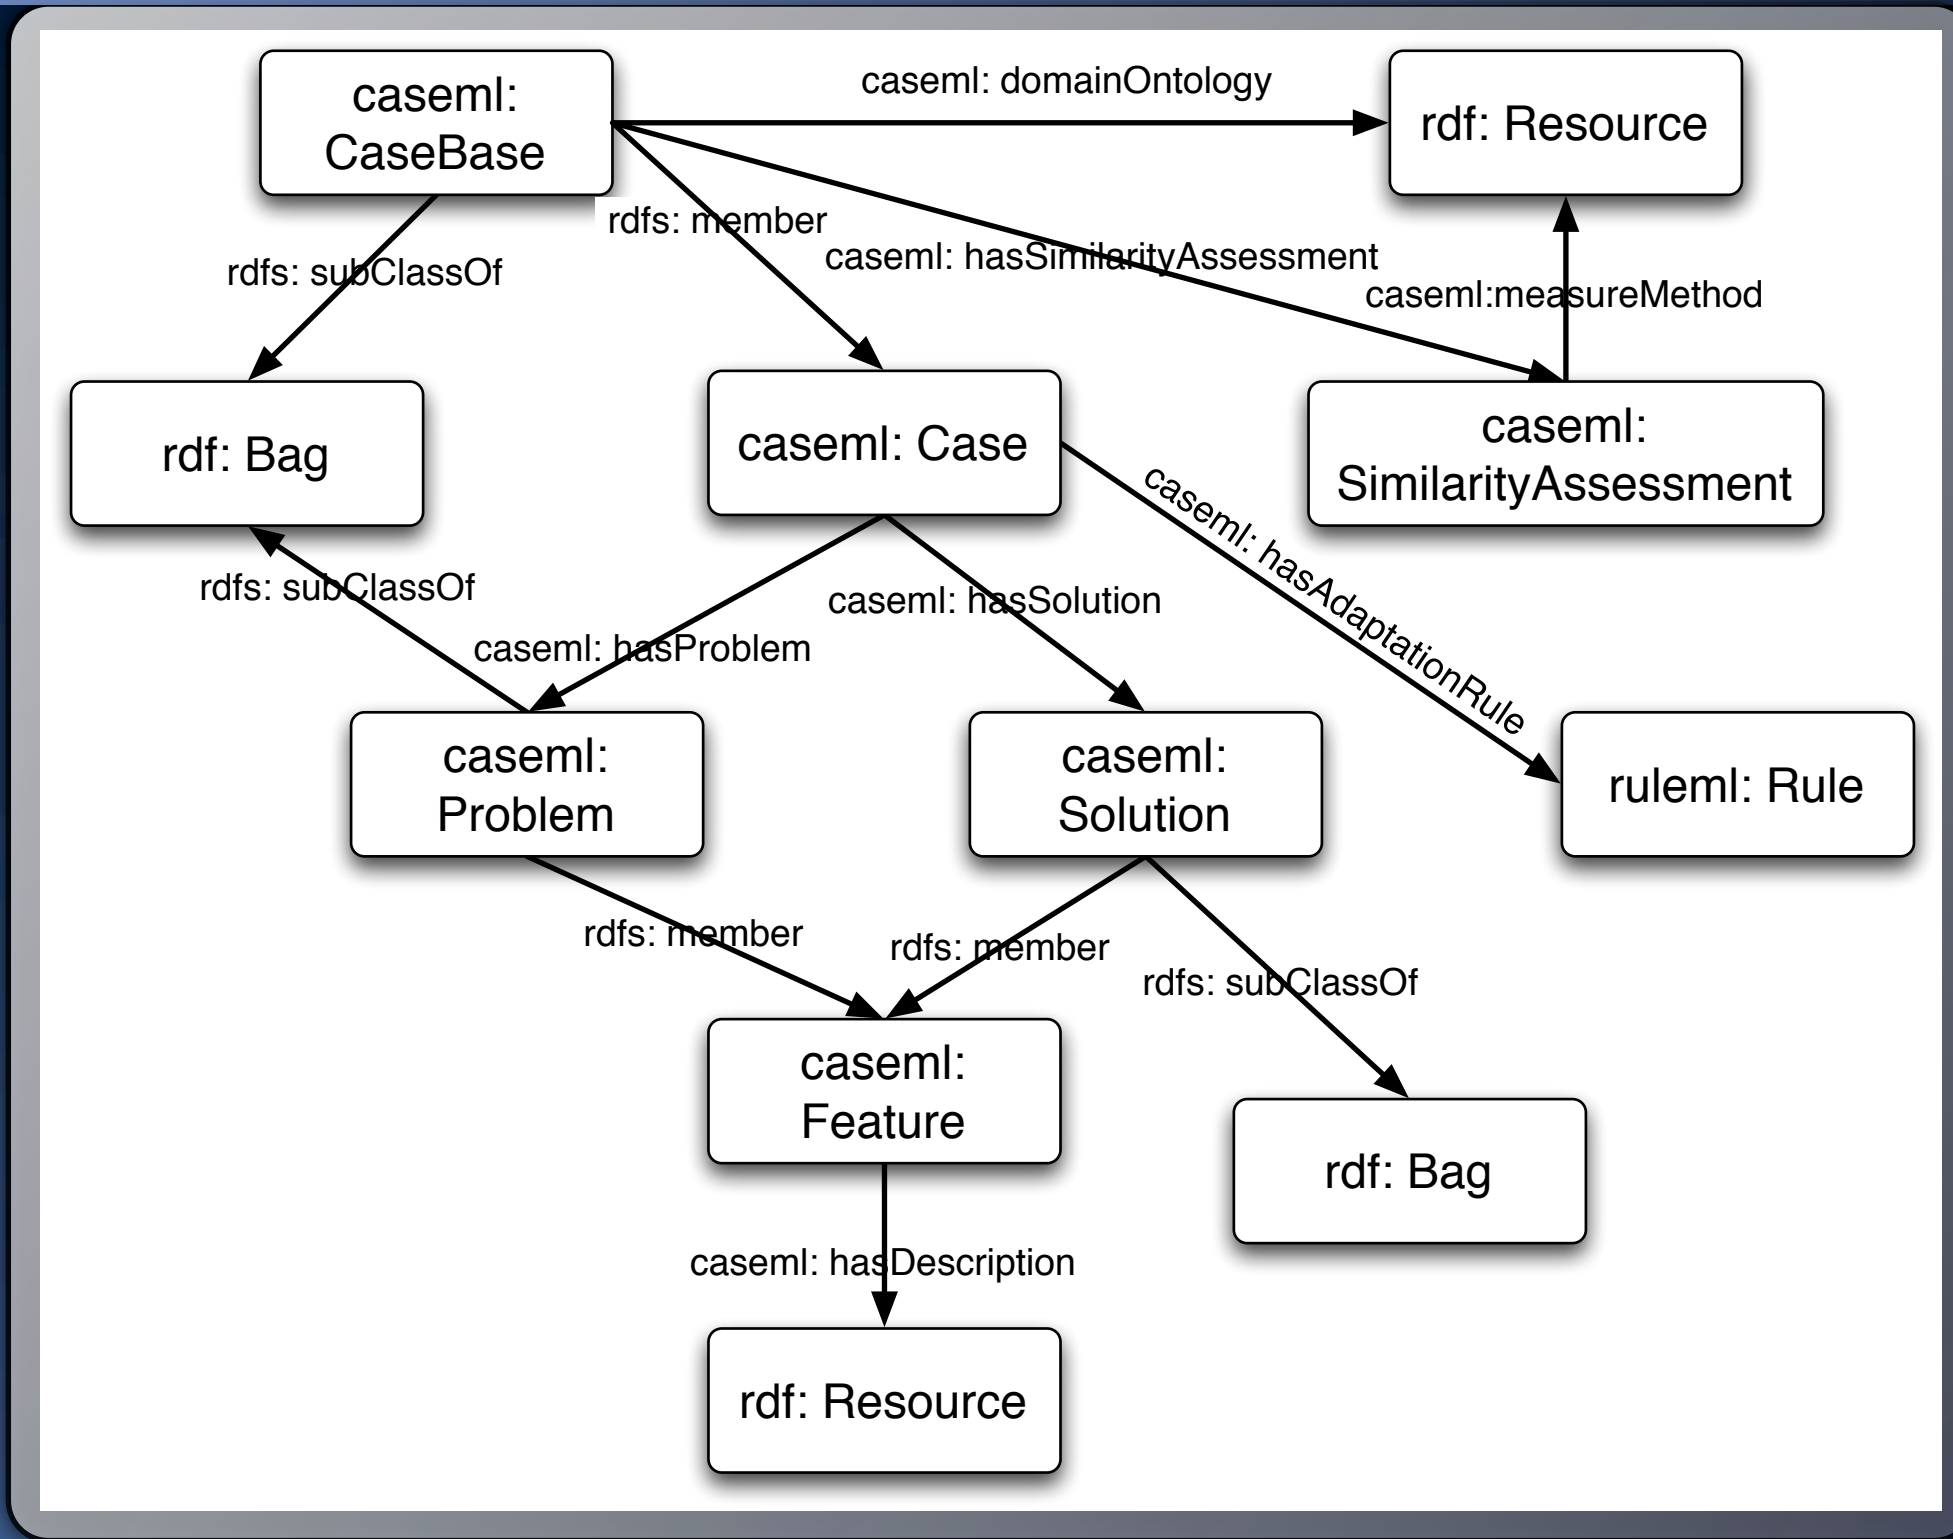 caseml:
CaseBase
caseml: domainOntology
rdf: Resource
rdfs: member
caseml: hasSimilarityAssessment
rdfs: subClassOf
caseml:measureMethod
rdf: Bag
caseml: Case
caseml:
SimilarityAssessment
caseml: hasAdaptationRule
rdfs: subClassOf
caseml: hasSolution
caseml: hasProblem
caseml:
Problem
caseml:
Solution
ruleml: Rule
rdfs: member
rdfs: member
rdfs: subClassOf
caseml:
Feature
rdf: Bag
caseml: hasDescription
rdf: Resource